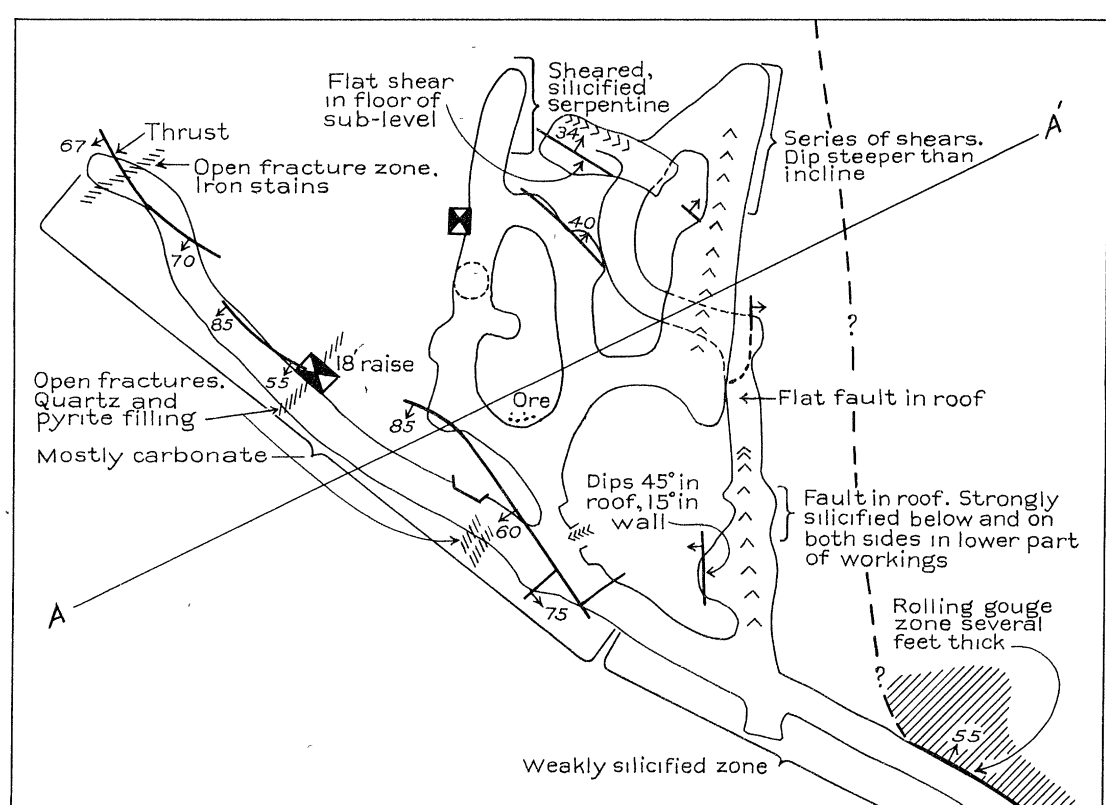 Flat shear
in floor of
sub-level
Sheared,
silicified
serpentine
34
67
Thrust
Open fracture zone.
Iron stains
Series of shears.
Dip steeper than
incline
A'
40
70
85
?
18' raise
55
Open fractures.
Quartz and
pyrite filling
Mostly carbonate
85
Ore
Flat fault in roof
Dips 45° in
roof, 15° in
wall
Fault in roof. Strongly
silicified below and on
both sides in lower part
of workings
60
A
75
Rolling gouge
zone several
feet thick
?
55
Weakly silicified zone